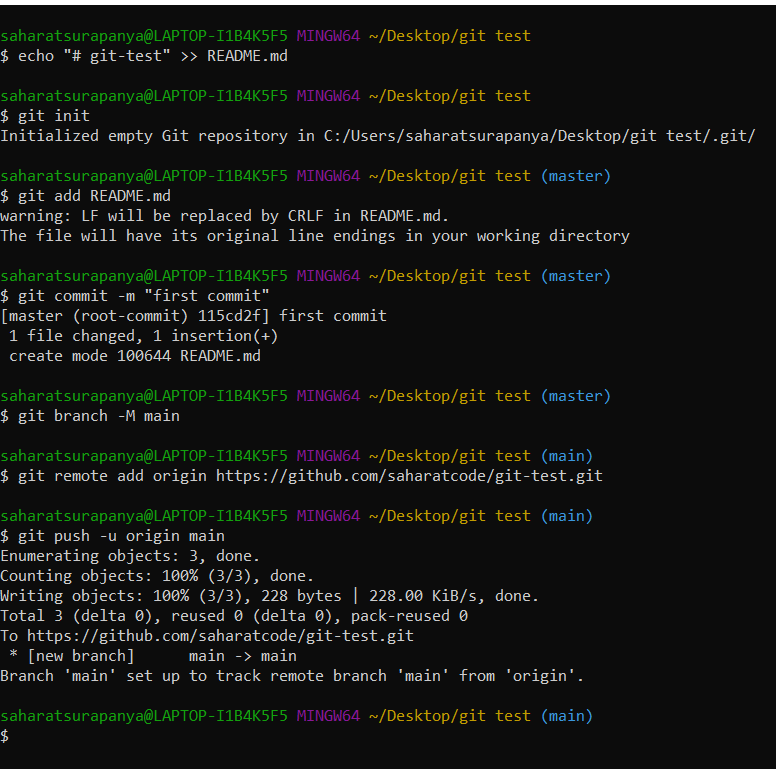 saharatsurapanya@LAPTOP-I1B4K5F5 MINGW64 ~/Desktop/git test
$ echo "# git-test" >> README.md
saharatsurapanya@LAPTOP-I1B4K5F5 MINGW64 ~/Desktop/git test
$ git init
Initialized empty Git repository in C:/Users/saharatsurapanya/Desktop/git test/.git/
saharatsurapanya@LAPTOP-I1B4K5F5 MINGW64 ~/Desktop/git test (master)
$ git add README.md
warning: LF will be replaced by CRLF in README.md.
The file will have its original line endings in your working directory
saharatsurapanya@LAPTOP-I1B4K5F5 MINGW64 ~/Desktop/git test (master)
$ git commit -m "first commit"
[master (root-commit) 115cd2f] first commit
 1 file changed, 1 insertion(+)
 create mode 100644 README.md
saharatsurapanya@LAPTOP-I1B4K5F5 MINGW64 ~/Desktop/git test (master)
$ git branch -M main
saharatsurapanya@LAPTOP-I1B4K5F5 MINGW64 ~/Desktop/git test (main)
$ git remote add origin https://github.com/saharatcode/git-test.git
saharatsurapanya@LAPTOP-I1B4K5F5 MINGW64 ~/Desktop/git test (main)
$ git push -u origin main
Enumerating objects: 3, done.
Counting objects: 100% (3/3), done.
Writing objects: 100% (3/3), 228 bytes | 228.00 KiB/s, done.
Total 3 (delta 0), reused 0 (delta 0), pack-reused 0
To https://github.com/saharatcode/git-test.git
 * [new branch]      main -> main
Branch 'main' set up to track remote branch 'main' from 'origin'.
saharatsurapanya@LAPTOP-I1B4K5F5 MINGW64 ~/Desktop/git test (main)
$